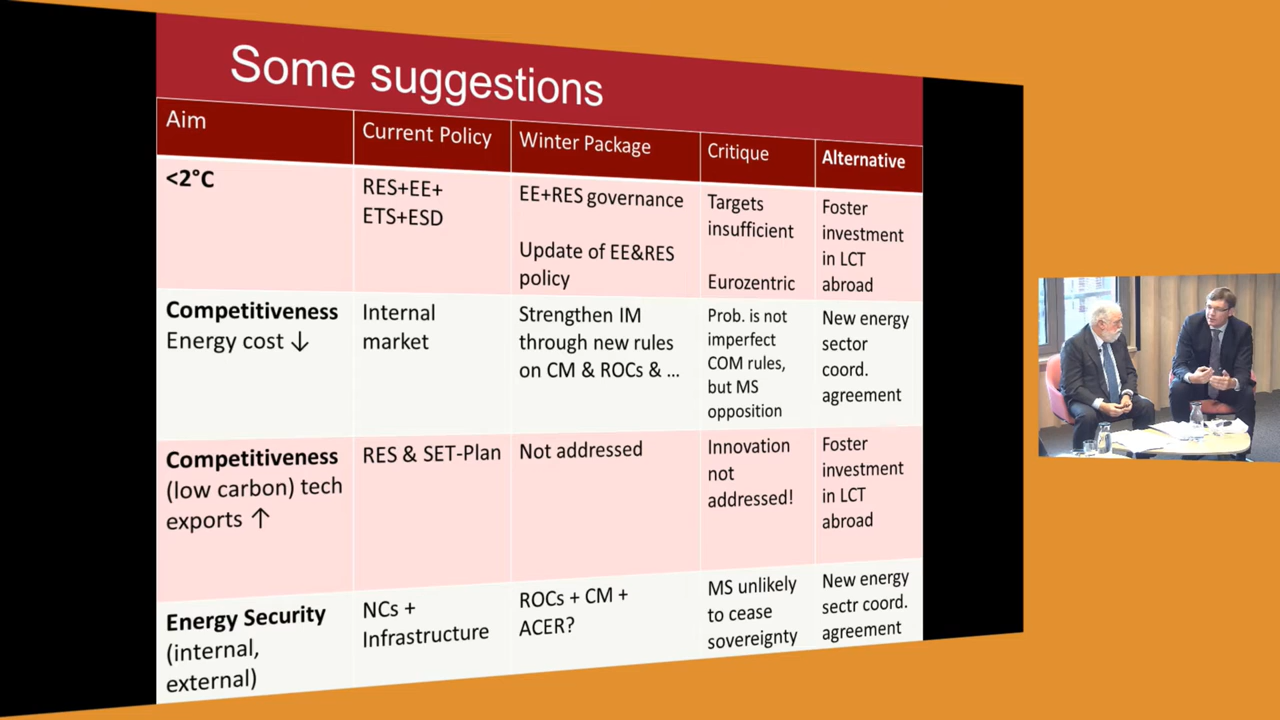 Some suggestions
Aim
Current Policy
Winter Package
Critique
Alternative
<2°C
RES+EE+
ETS+ESD
EE+RES governance
Update of EE&RES
policy
Targets
insufficient
Eurozentric
Foster
investment
in LCT
abroad
Competitiveness
Energy cost ↓
Internal
market
Strengthen IM
through new rules
on CM & ROCs & ...
Prob. is not
imperfect
COM rules,
but MS
opposition
New energy
sector
coord.
agreement
Competitiveness
(low carbon) tech
exports ↑
RES & SET-Plan
Not addressed
Innovation
not
addressed!
Foster
investment
in LCT
abroad
Energy Security
(internal,
external)
NCs +
Infrastructure
ROCs + CM +
ACER?
MS unlikely
to cease
sovereignty
New energy
sectr coord.
agreement